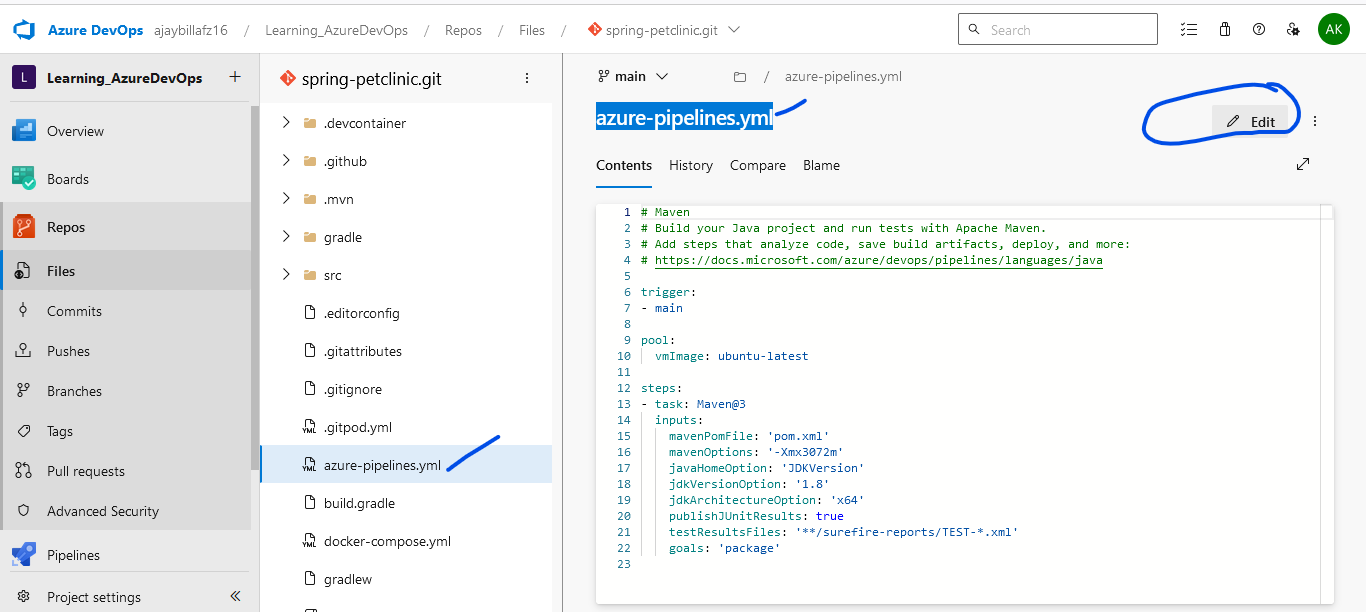 Azure DevOps ajaybillafz16 / Learning_AzureDevOps / Repos / Files / spring-petclinic.git
Search
AK
L Learning_AzureDevOps +
Overview
Boards
Repos
Files
Commits
Pushes
Branches
Tags
Pull requests
Advanced Security
Pipelines
Project settings
spring-petclinic.git
.devcontainer
.github
.mvn
gradle
src
.editorconfig
.gitattributes
.gitignore
YML .gitpod.yml
YML azure-pipelines.yml
build.gradle
YML docker-compose.yml
gradlew
main / azure-pipelines.yml
azure-pipelines.yml
Edit
Contents History Compare Blame
1 # Maven
2 # Build your Java project and run tests with Apache Maven.
3 # Add steps that analyze code, save build artifacts, deploy, and more:
4 # https://docs.microsoft.com/azure/devops/pipelines/languages/java
5
6 trigger:
7 - main
8
9 pool:
10 vmImage: ubuntu-latest
11
12 steps:
13 - task: Maven@3
14 inputs:
15 mavenPomFile: 'pom.xml'
16 mavenOptions: '-Xmx3072m'
17 javaHomeOption: 'JDKVersion'
18 jdkVersionOption: '1.8'
19 jdkArchitectureOption: 'x64'
20 publishJUnitResults: true
21 testResultsFiles: '**/surefire-reports/TEST-*.xml'
22 goals: 'package'
23